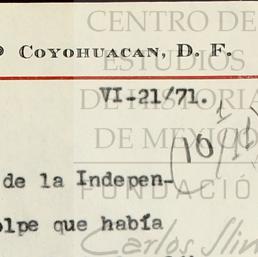 COYOHUACAN, D. F.
VI-21/71.
de la Indepen-
olpe que había
CENTRO DE
ESTUDIOS
DE HISTORIA
DE MÉXICO
FUNDACIÓ
Carlos Slim